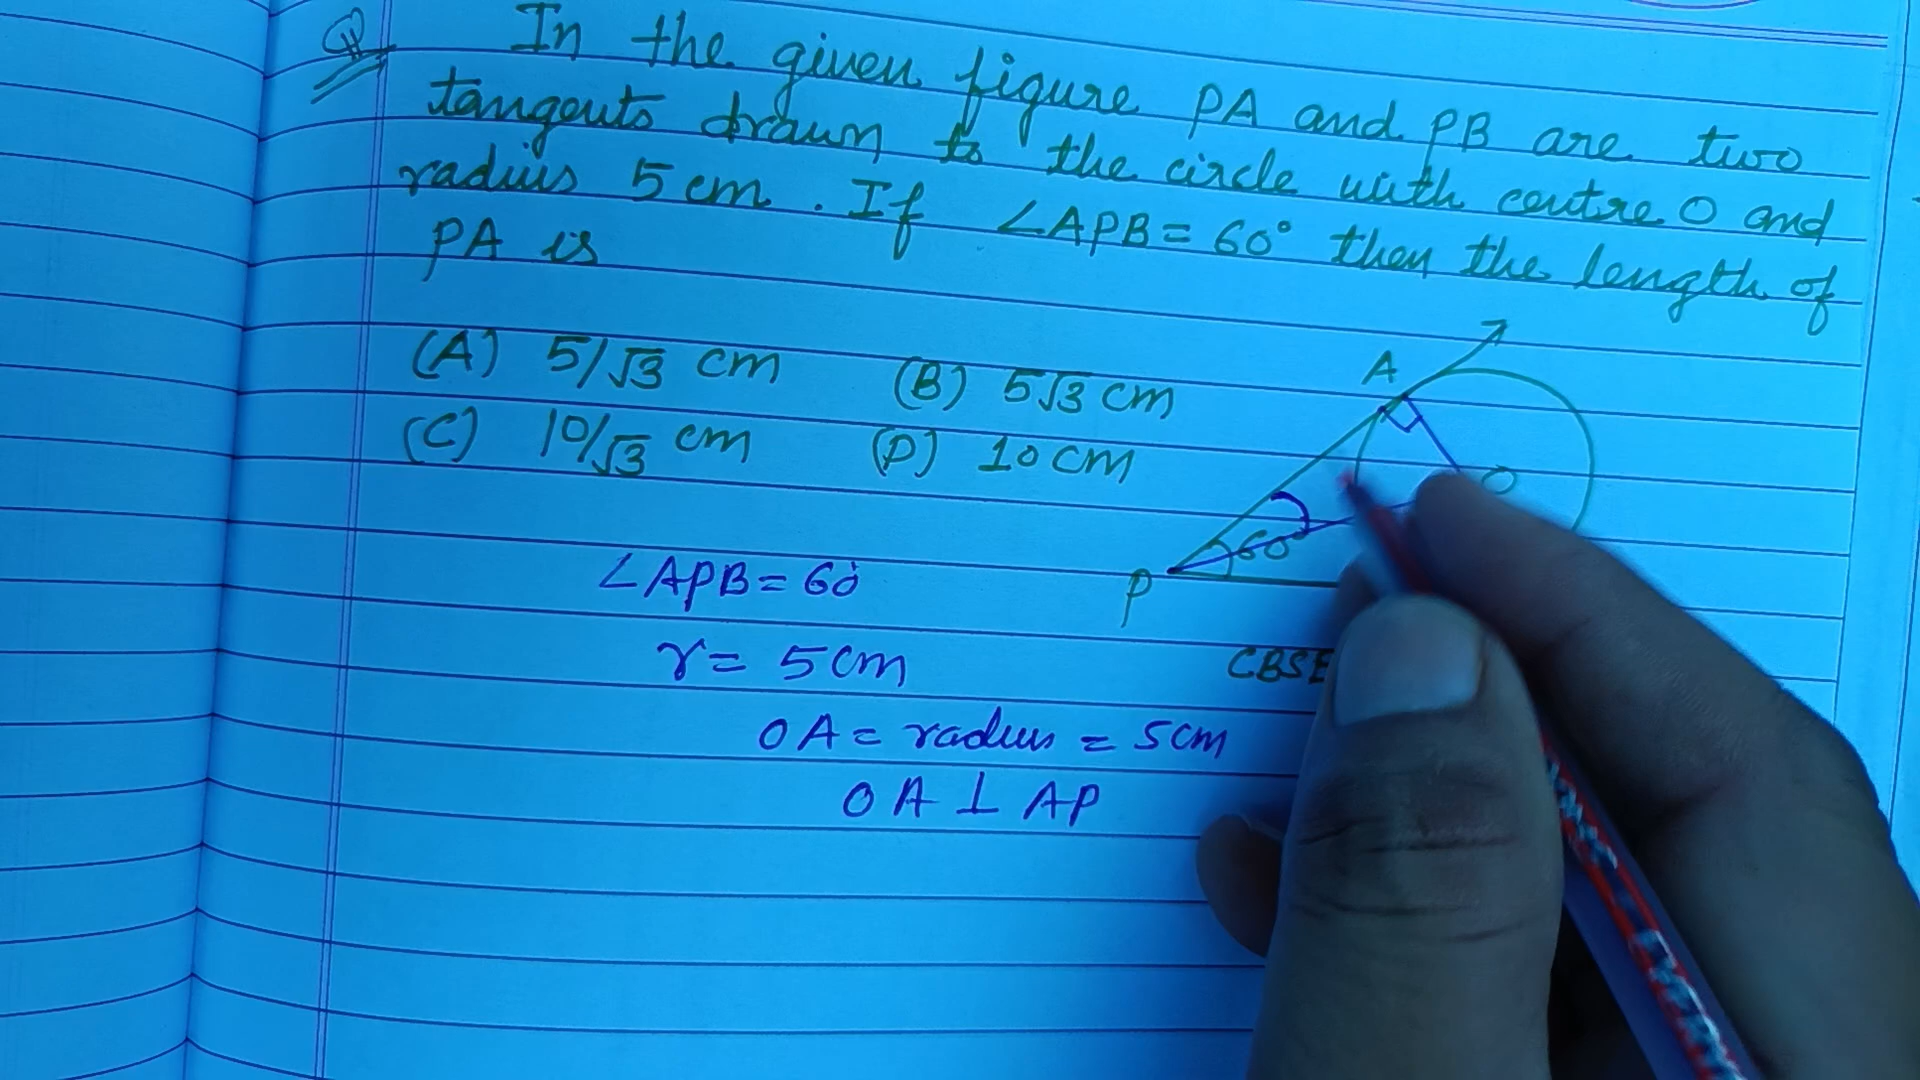 Q In the given figure PA and PB are two
tangents drawn to the circle with centre O and
radius 5 cm. If ∠APB = 60° then the length of
PA is
(A) 5/√3 cm (B) 5√3 cm
(C) 10/√3 cm (D) 10 cm
A
O
60°
P
∠APB = 60°
r = 5 cm
CBSE
OA = radius = 5 cm
OA ⊥ AP